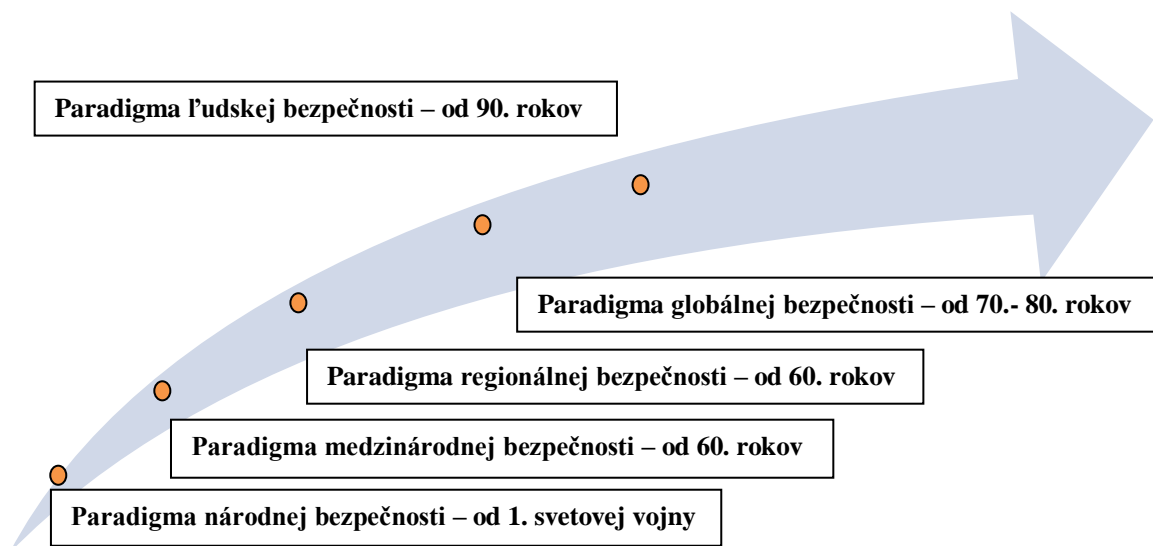 Paradigma ľudskej bezpečnosti – od 90. rokov
Paradigma globálnej bezpečnosti – od 70.- 80. rokov
Paradigma regionálnej bezpečnosti – od 60. rokov
Paradigma medzinárodnej bezpečnosti – od 60. rokov
Paradigma národnej bezpečnosti – od 1. svetovej vojny